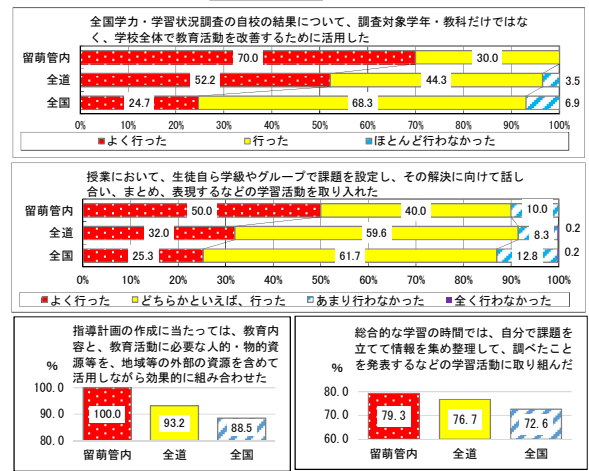 全国学力・学習状況調査の自校の結果について、調査対象学年・教科だけではな
く、学校全体で教育活動を改善するために活用した
留萌管内 70.0 30.0
全道 52.2 44.3 3.5
全国 24.7 68.3 6.9
0% 10% 20% 30% 40% 50% 60% 70% 80% 90% 100%
よく行った 行った ほとんど行わなかった
授業において、生徒自ら学級やグループで課題を設定し、その解決に向けて話し
合い、まとめ、表現するなどの学習活動を取り入れた
留萌管内 50.0 40.0 10.0
全道 32.0 59.6 8.3 0.2
全国 25.3 61.7 12.8 0.2
0% 10% 20% 30% 40% 50% 60% 70% 80% 90% 100%
よく行った どちらかといえば、行った あまり行わなかった 全く行わなかった
指導計画の作成に当たっては、教育内
容と、教育活動に必要な人的・物的資
源等を、地域等の外部の資源を含めて
活用しながら効果的に組み合わせた
%
100.0
90.0
80.0
100.0 93.2 88.5
留萌管内 全道 全国
総合的な学習の時間では、自分で課題を
立てて情報を集め整理して、調べたこと
を発表するなどの学習活動に取り組んだ
%
80.0
70.0
60.0
79.3 76.7 72.6
留萌管内 全道 全国